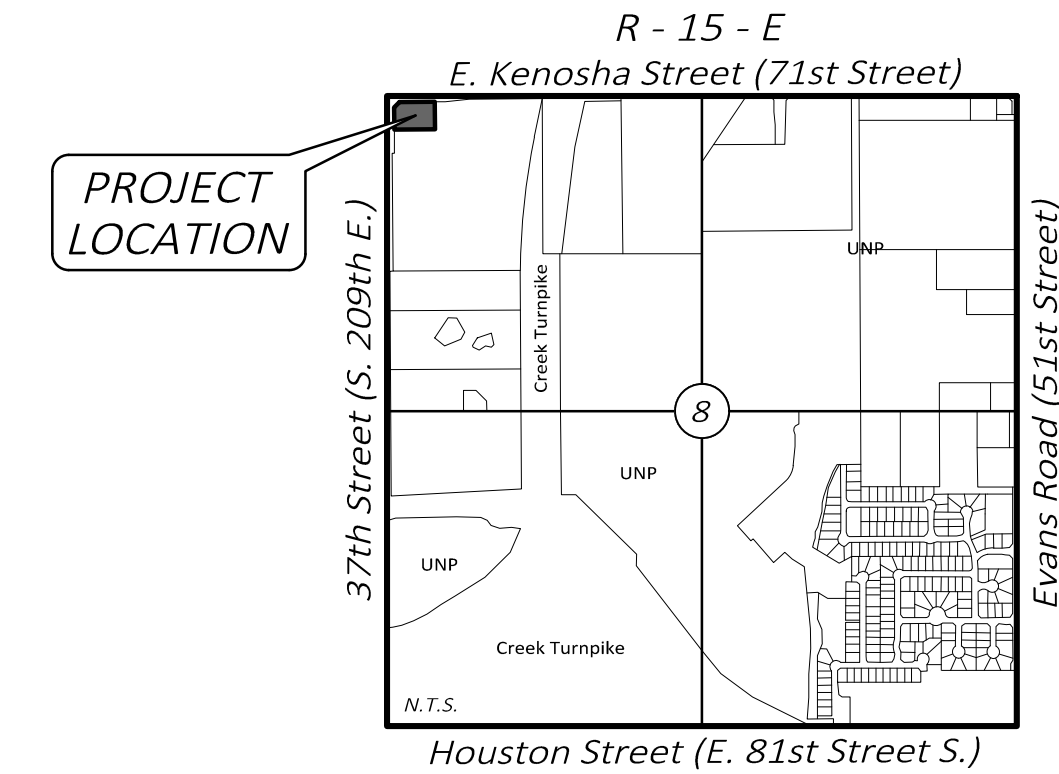 R - 15 - E
E. Kenosha Street (71st Street)
PROJECT
LOCATION
37th Street (S. 209th E.)
Creek Turnpike
UNP
Evans Road (51st Street)
8
UNP
UNP
Creek Turnpike
N.T.S.
Houston Street (E. 81st Street S.)